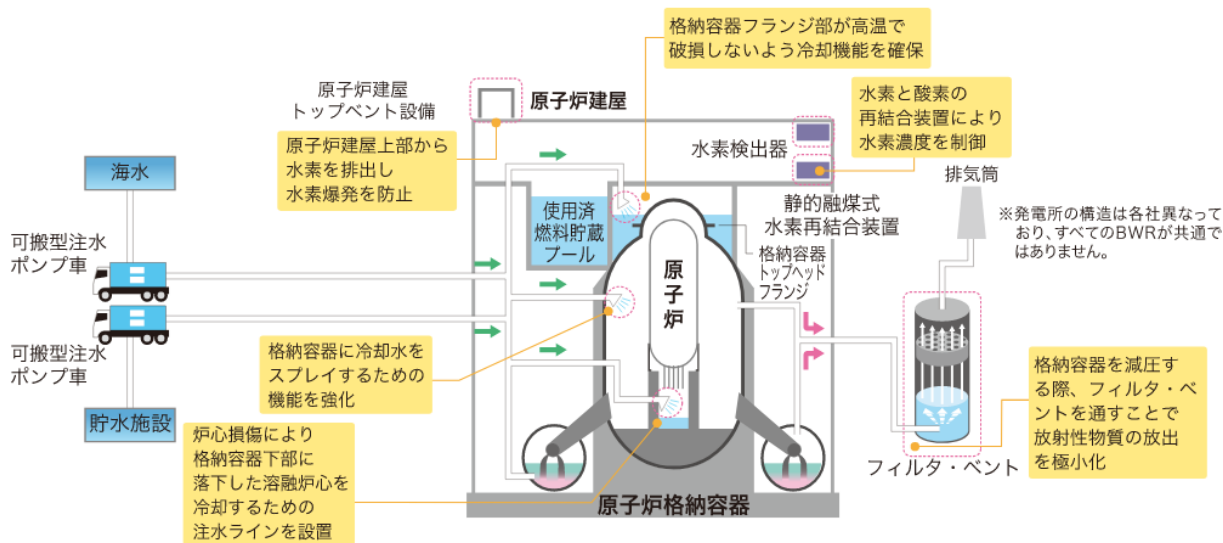 格納容器フランジ部が高温で
破損しないよう冷却機能を確保
原子炉建屋
トップベント設備
原子炉建屋
水素と酸素の
再結合装置により
水素濃度を制御
原子炉建屋上部から
水素を排出し
水素爆発を防止
水素検出器
海水
排気筒
静的融媒式
水素再結合装置
使用済
燃料貯蔵
プール
※発電所の構造は各社異なって
おり、すべてのBWRが共通で
はありません。
可搬型注水
ポンプ車
格納容器
トップヘッド
フランジ
原子炉
可搬型注水
ポンプ車
格納容器に冷却水を
スプレイするための
機能を強化
格納容器を減圧す
る際、フィルタ・ベ
ントを通すことで
放射性物質の放出
を極小化
貯水施設
炉心損傷により
格納容器下部に
落下した溶融炉心を
冷却するための
注水ラインを設置
フィルタ・ベント
原子炉格納容器